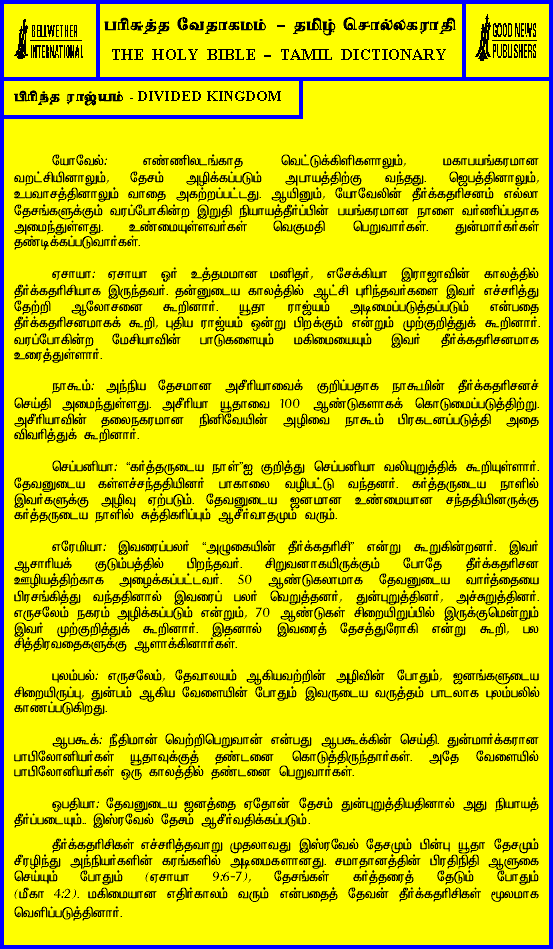 BELLWETHER
INTERNATIONAL
பரிசுத்த வேதாகமம் – தமிழ் சொல்லகராதி
THE HOLY BIBLE – TAMIL DICTIONARY
GOOD NEWS
PUBLISHERS
பிரிந்த ராஜ்யம் - DIVIDED KINGDOM
யோவேல்: எண்ணிலடங்காத வெட்டுக்கிளிகளாலும், மகாபயங்கரமான
வறட்சியினாலும், தேசம் அழிக்கப்படும் அபாயத்திற்கு வந்தது. ஜெபத்தினாலும்,
உபவாசத்தினாலும் வாதை அகற்றப்பட்டது. ஆயினும், யோவேலின் தீர்க்கதரிசனம் எல்லா
தேசங்களுக்கும் வரப்போகின்ற இறுதி நியாயத்தீர்ப்பின் பயங்கரமான நாளை வர்ணிப்பதாக
அமைந்துள்ளது. உண்மையுள்ளவர்கள் வெகுமதி பெறுவார்கள். துன்மார்கர்கள்
தண்டிக்கப்படுவார்கள்.
ஏசாயா: ஏசாயா ஓர் உத்தமமான மனிதர், எசேக்கியா இராஜாவின் காலத்தில்
தீர்க்கதரிசியாக இருந்தவர். தன்னுடைய காலத்தில் ஆட்சி புரிந்தவர்களை இவர் எச்சரித்து
தேற்றி ஆலோசனை கூறினார். யூதா ராஜ்யம் அடிமைப்படுத்தப்படும் என்பதை
தீர்க்கதரிசனமாகக் கூறி, புதிய ராஜ்யம் ஒன்று பிறக்கும் என்றும் முற்குறித்துக் கூறினார்.
வரப்போகின்ற மேசியாவின் பாடுகளையும் மகிமையையும் இவர் தீர்க்கதரிசனமாக
உரைத்துள்ளார்.
நாகூம்: அந்நிய தேசமான அசீரியாவைக் குறிப்பதாக நாகூமின் தீர்க்கதரிசனச்
செய்தி அமைந்துள்ளது. அசீரியா யூதாவை 100 ஆண்டுகளாகக் கொடுமைப்படுத்திற்று.
அசீரியாவின் தலைநகரமான நினிவேயின் அழிவை நாகூம் பிரகடனப்படுத்தி அதை
விவரித்துக் கூறினார்.
செப்பனியா: “கர்த்தருடைய நாள்”ஐ குறித்து செப்பனியா வலியுறுத்திக் கூறியுள்ளார்.
தேவனுடைய கள்ளச்சந்ததியினர் பாகாலை வழிபட்டு வந்தனர். கர்த்தருடைய நாளில்
இவர்களுக்கு அழிவு ஏற்படும். தேவனுடைய ஜனமான உண்மையான சந்ததியினருக்கு
கர்த்தருடைய நாளில் சுத்திகரிப்பும் ஆசீர்வாதமும் வரும்.
எரேமியா: இவரைப்பலர் “அழுகையின் தீர்க்கதரிசி” என்று கூறுகின்றனர். இவர்
ஆசாரியக் குடும்பத்தில் பிறந்தவர். சிறுவனாகயிருக்கும் போதே தீர்க்கதரிசன
ஊழியத்திற்காக அழைக்கப்பட்டவர். 50 ஆண்டுகலாமாக தேவனுடைய வார்த்தையை
பிரசங்கித்து வந்ததினால் இவரைப் பலர் வெறுத்தனர், துன்புறுத்தினர், அச்சுறுத்தினர்.
எருசலேம் நகரம் அழிக்கப்படும் என்றும், 70 ஆண்டுகள் சிறையிறுப்பில் இருக்குமென்றும்
இவர் முற்குறித்துக் கூறினார். இதனால் இவரைத் தேசத்துரோகி என்று கூறி, பல
சித்திரவதைகளுக்கு ஆளாக்கினார்கள்.
புலம்பல்: எருசலேம், தேவாலயம் ஆகியவற்றின் அழிவின் போதும், ஜனங்களுடைய
சிறையிருப்பு, துன்பம் ஆகிய வேளையின் போதும் இவருடைய வருத்தம் பாடலாக புலம்பலில்
காணப்படுகிறது.
ஆபகூக்: நீதிமான் வெற்றிபெறுவான் என்பது ஆபகூக்கின் செய்தி. துன்மார்க்கரான
பாபிலோனியர்கள் யூதாவுக்குத் தண்டனை கொடுத்திருந்தார்கள். அதே வேளையில்
பாபிலோனியர்கள் ஒரு காலத்தில் தண்டனை பெறுவார்கள்.
ஒபதியா: தேவனுடைய ஜனத்தை ஏதோன் தேசம் துன்புறுத்தியதினால் அது நியாயத்
தீர்ப்படையும்.. இஸ்ரவேல் தேசம் ஆசீர்வதிக்கப்படும்.
தீர்க்கதரிசிகள் எச்சரித்தவாறு முதலாவது இஸ்ரவேல் தேசமும் பின்பு யூதா தேசமும்
சீரழிந்து அந்நியர்களின் கரங்களில் அடிமைகளானது. சமாதானத்தின் பிரதிநிதி ஆளுகை
செய்யும் போதும் (ஏசாயா 9:6-7), தேசங்கள் கர்த்தரைத் தேடும் போதும்
(மீகா 4:2). மகிமையான எதிர்காலம் வரும் என்பதைத் தேவன் தீர்க்கதரிசிகள் மூலமாக
வெளிப்படுத்தினார்.